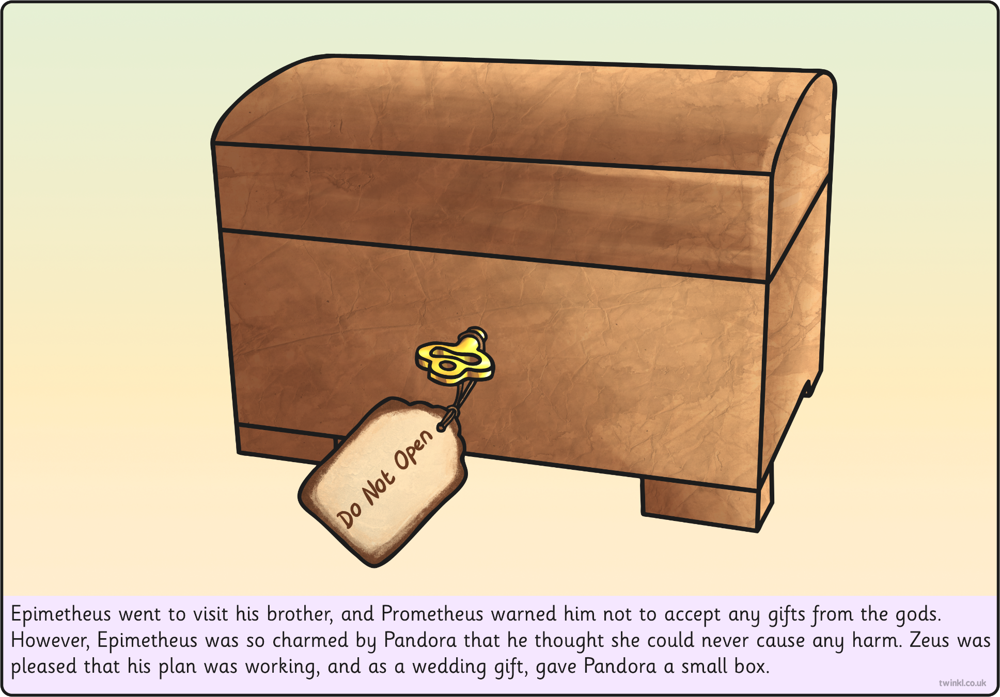 Do Not Open
Epimetheus went to visit his brother, and Prometheus warned him not to accept any gifts from the gods.
However, Epimetheus was so charmed by Pandora that he thought she could never cause any harm. Zeus was
pleased that his plan was working, and as a wedding gift, gave Pandora a small box.
twinkl.co.uk